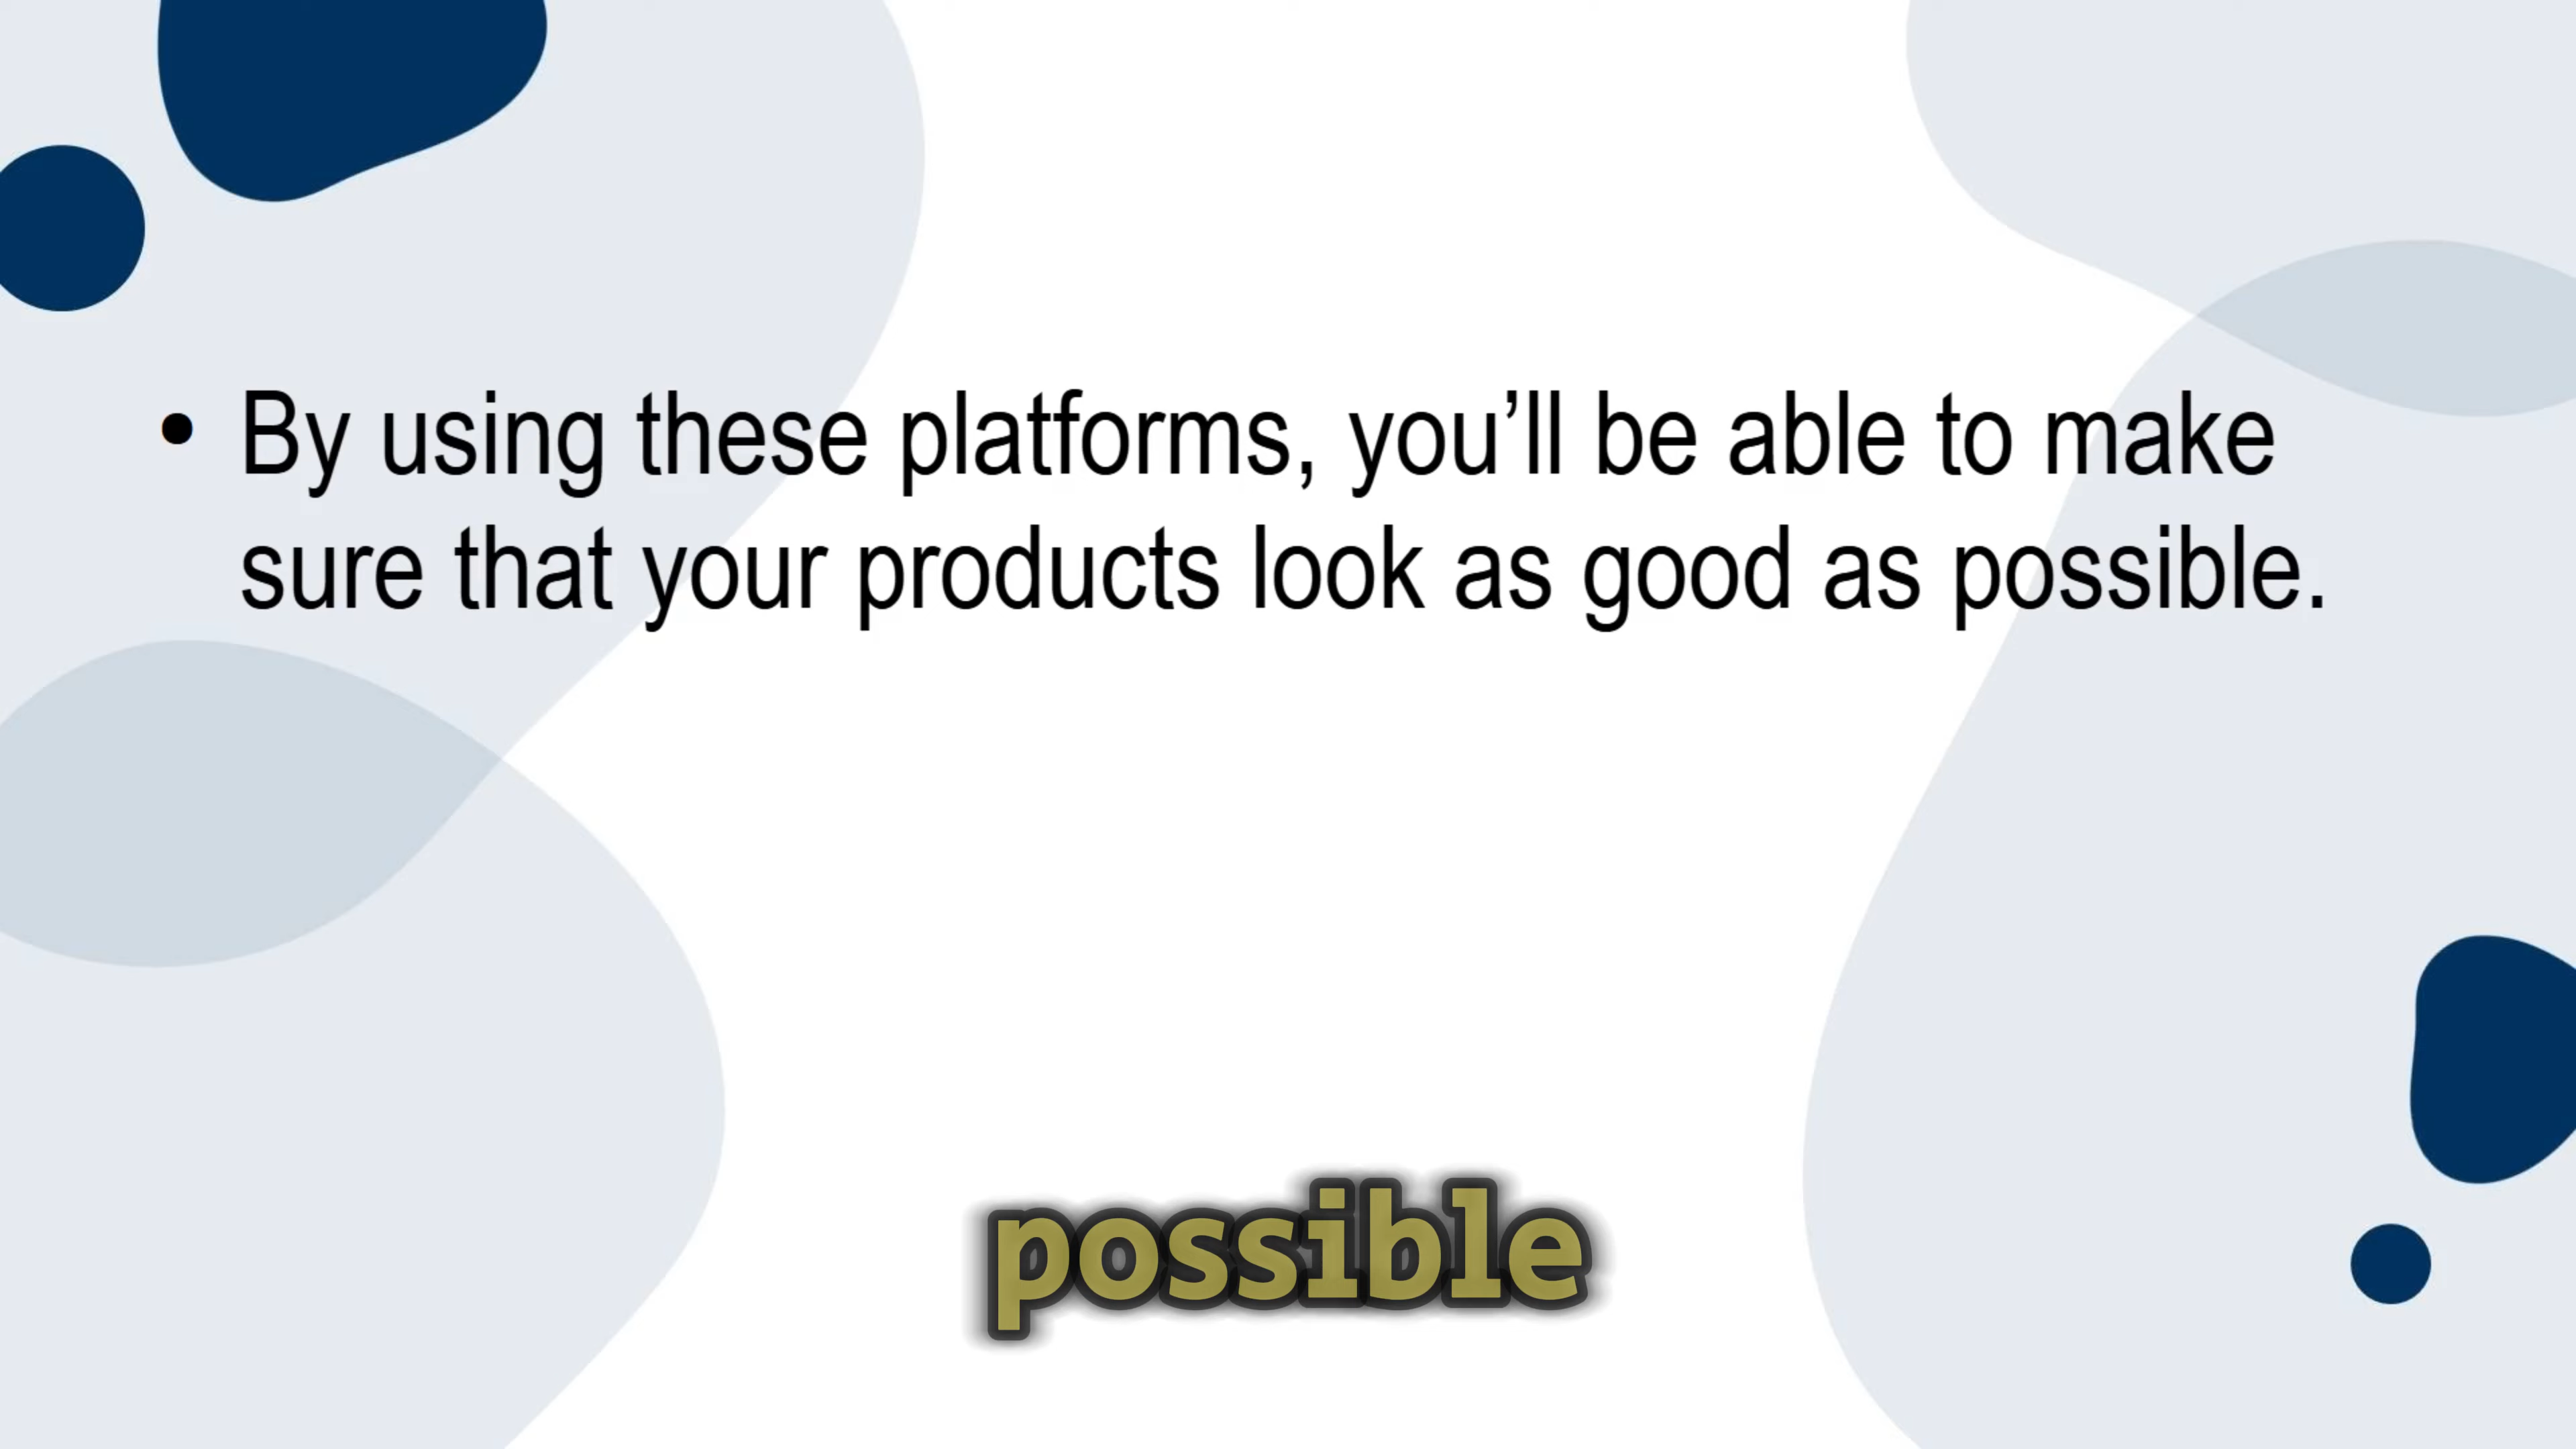 • By using these platforms, you’ll be able to make
sure that your products look as good as possible.
possible